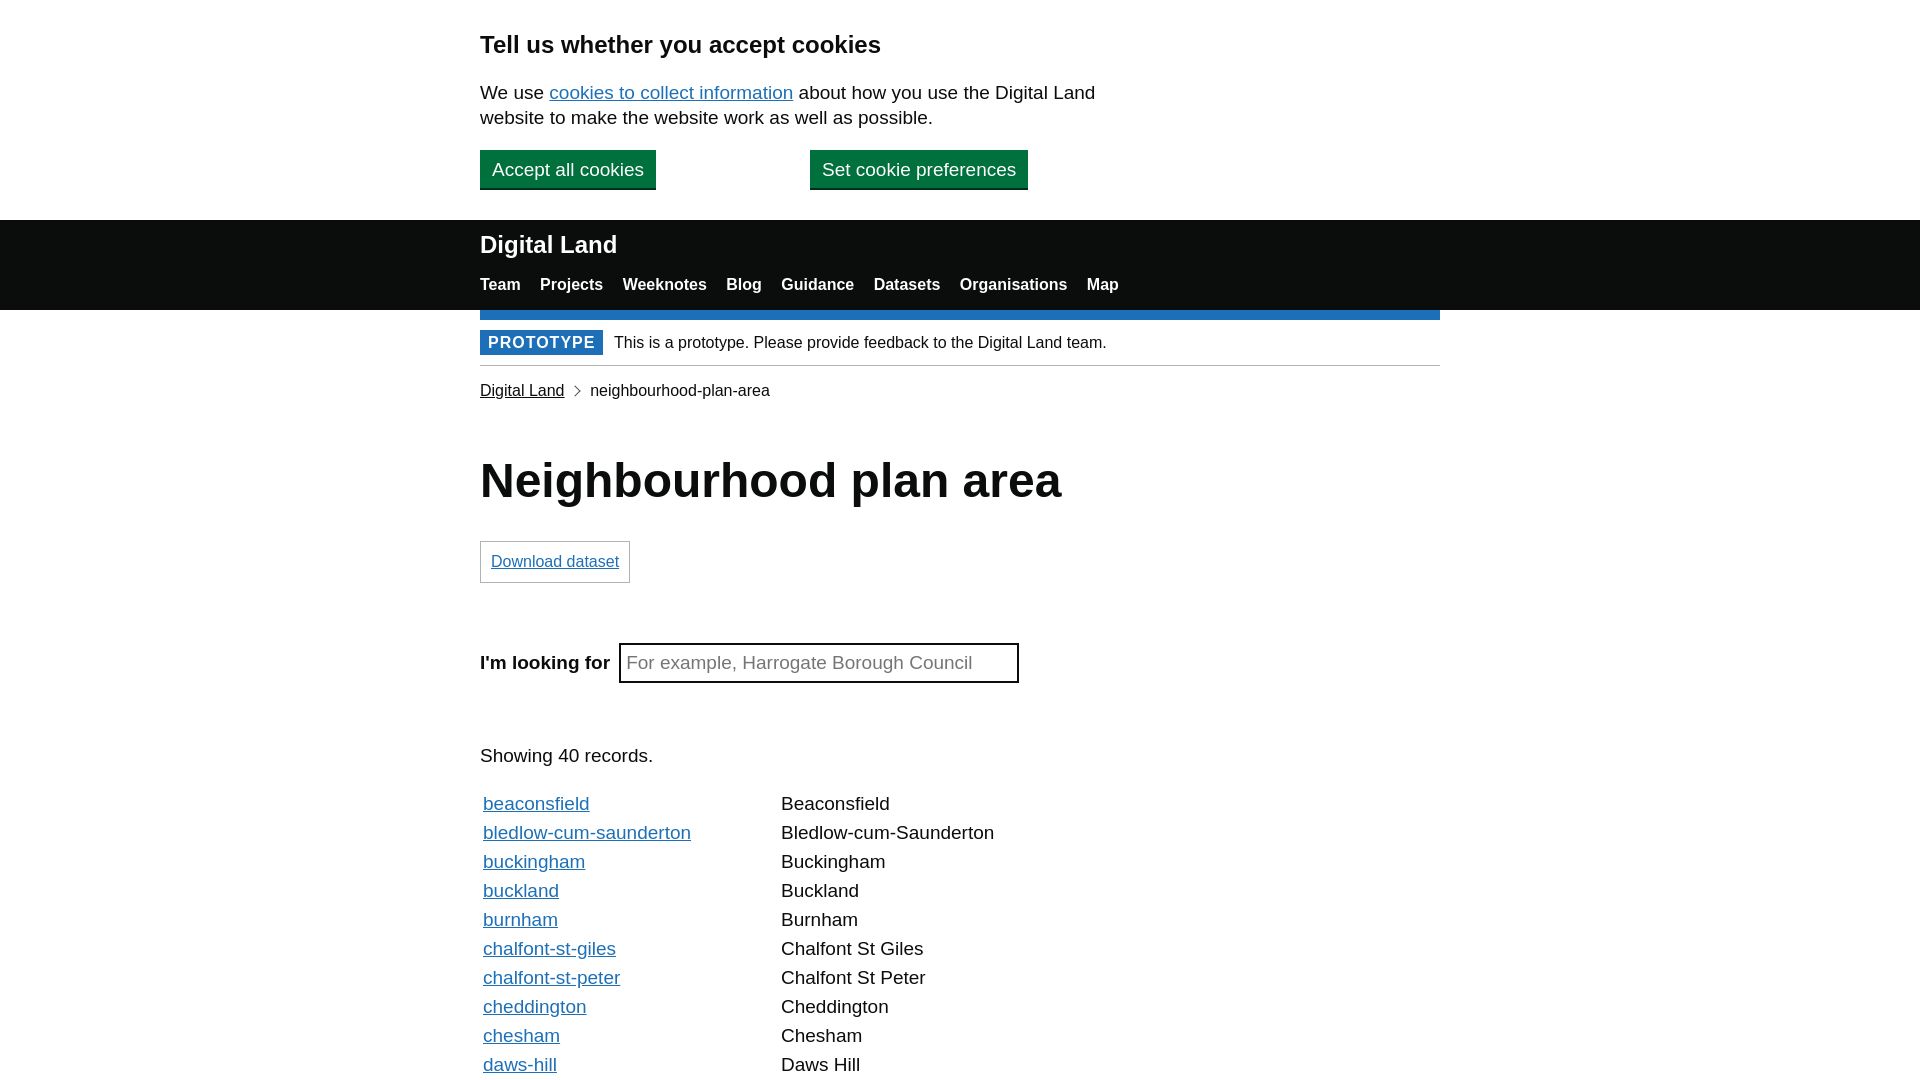 Tell us whether you accept cookies
We use cookies to collect information about how you use the Digital Land
website to make the website work as well as possible.
Accept all cookies Set cookie preferences
Digital Land
Team Projects Weeknotes Blog Guidance Datasets Organisations Map
PROTOTYPE This is a prototype. Please provide feedback to the Digital Land team.
Digital Land neighbourhood-plan-area
Neighbourhood plan area
Download dataset
I'm looking for For example, Harrogate Borough Council
Showing 40 records.
beaconsfield Beaconsfield
bledlow-cum-saunderton Bledlow-cum-Saunderton
buckingham Buckingham
buckland Buckland
burnham Burnham
chalfont-st-giles Chalfont St Giles
chalfont-st-peter Chalfont St Peter
cheddington Cheddington
chesham Chesham
daws-hill Daws Hill